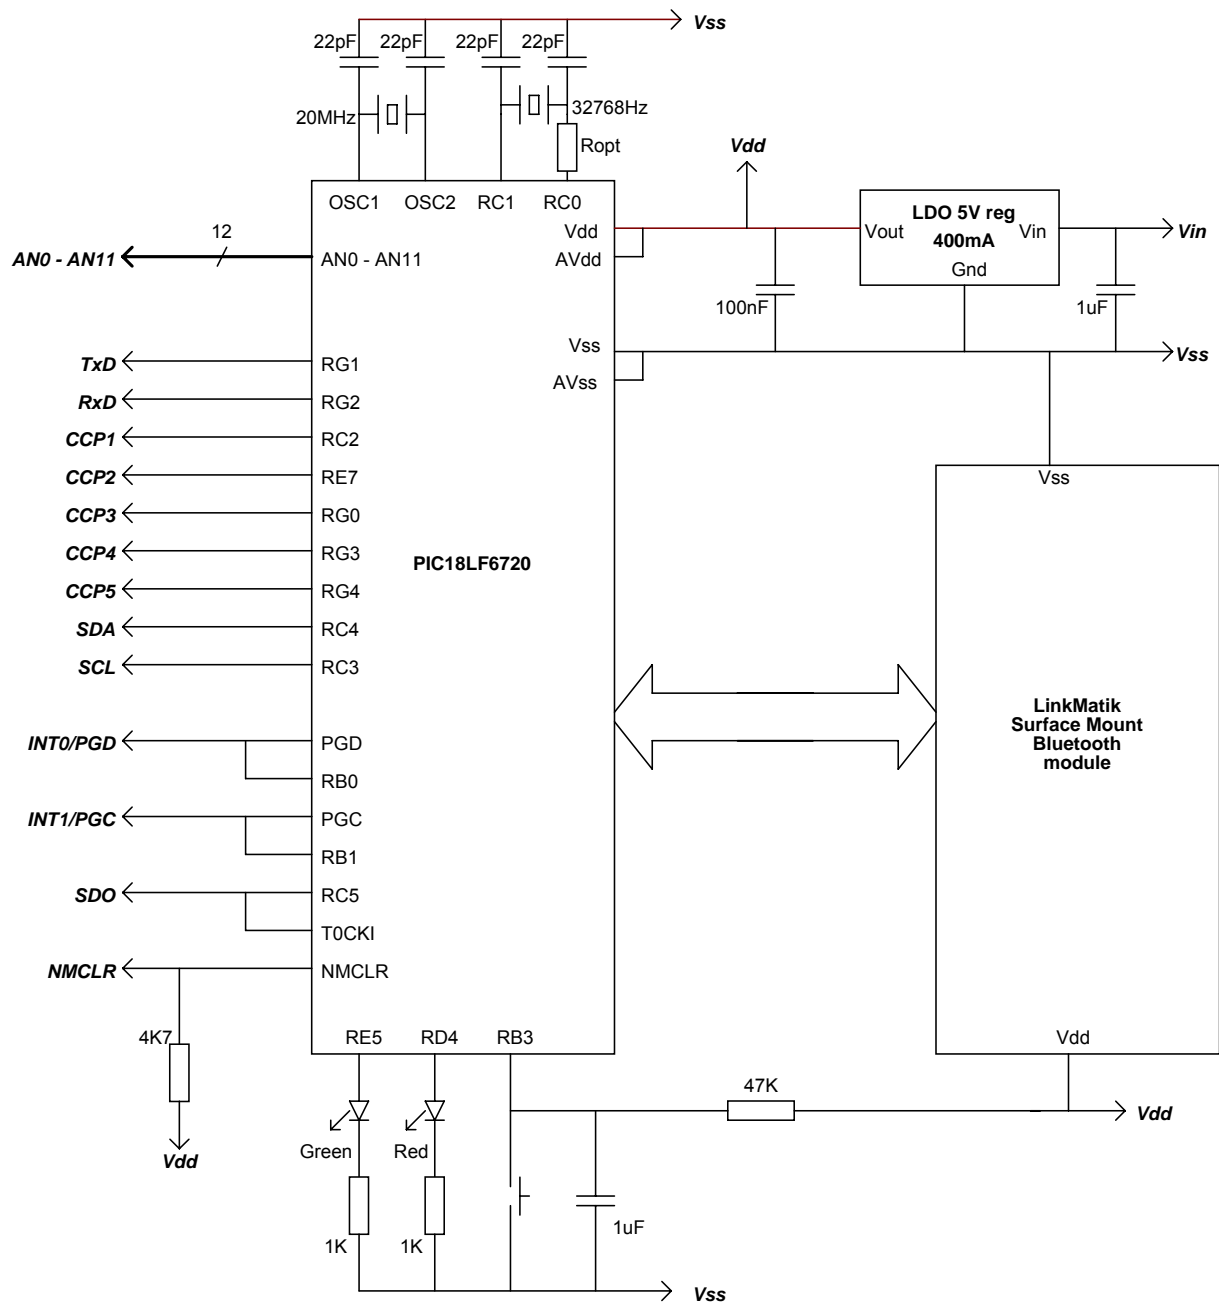 Vss
22pF 22pF 22pF 22pF
20MHz
32768Hz
Ropt
OSC1 OSC2 RC1 RC0
Vdd
LDO 5V reg
400mA
Vout Vin
Gnd
Vin
Vdd
AVdd
12
AN0 - AN11
AN0 - AN11
100nF
1uF
Vss
AVss
Vss
TxD
RG1
RxD
RG2
CCP1
RC2
CCP2
RE7
CCP3
RG0
CCP4
RG3
CCP5
RG4
SDA
RC4
SCL
RC3
PIC18LF6720
Vss
LinkMatik
Surface Mount
Bluetooth
module
Vdd
INT0/PGD
PGD
RB0
INT1/PGC
PGC
RB1
SDO
RC5
T0CKI
NMCLR
NMCLR
RE5 RD4 RB3
4K7
Vdd
47K
Vdd
Green
Red
1K
1K
1uF
Vss